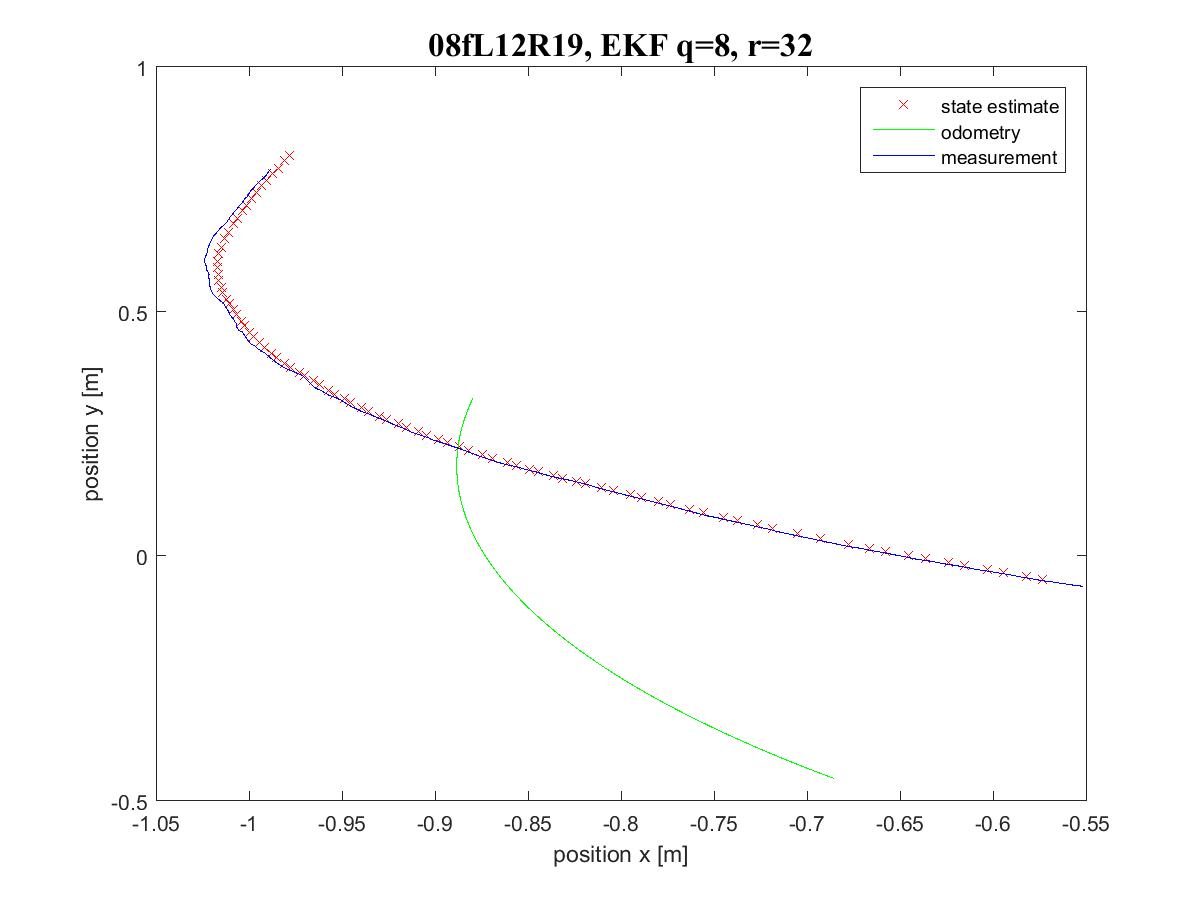 08fL12R19, EKF q=8, r=32
1
state estimate
odometry
measurement
0.5
position y [m]
0
-0.5
-1.05 -1 -0.95 -0.9 -0.85 -0.8 -0.75 -0.7 -0.65 -0.6 -0.55
position x [m]